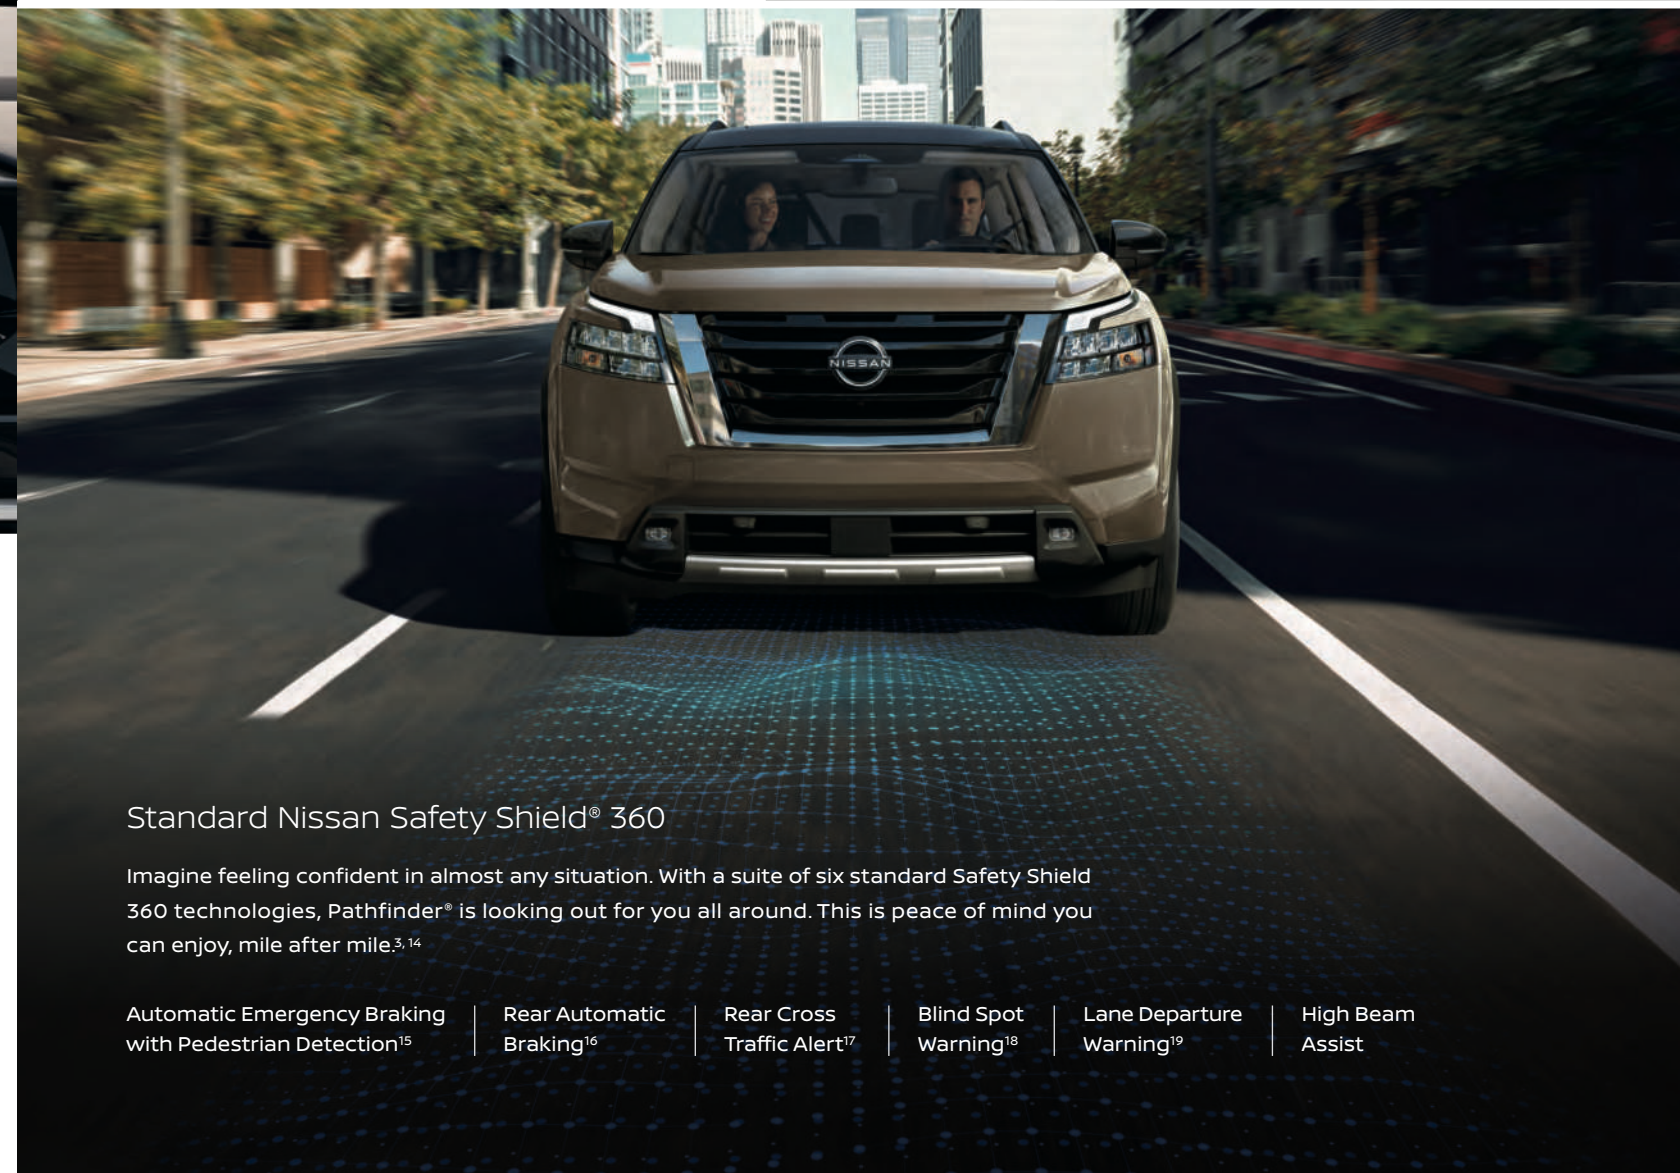 NISSAN
Standard Nissan Safety Shield® 360
Imagine feeling confident in almost any situation. With a suite of six standard Safety Shield
360 technologies, Pathfinder® is looking out for you all around. This is peace of mind you
can enjoy, mile after mile.3, 14
Automatic Emergency Braking
with Pedestrian Detection15
Rear Automatic
Braking16
Rear Cross
Traffic Alert17
Blind Spot
Warning18
Lane Departure
Warning19
High Beam
Assist